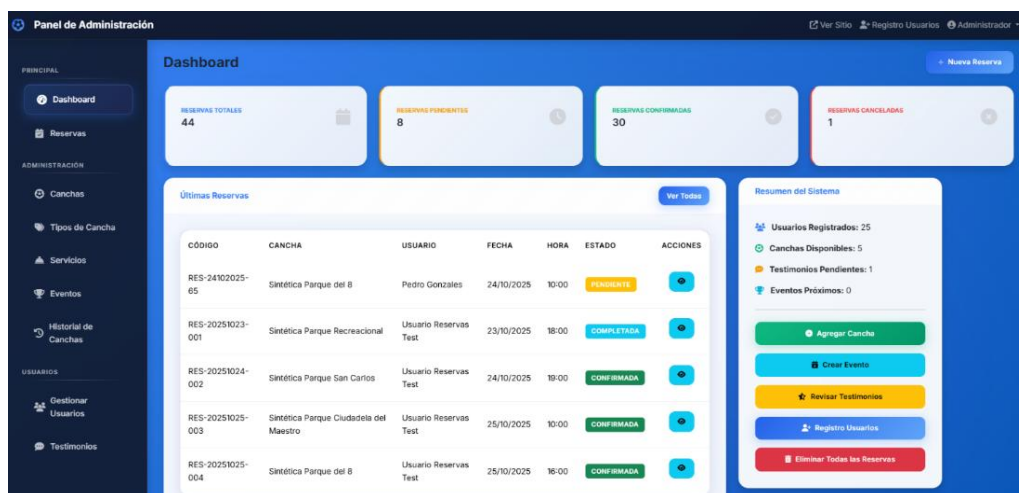 Panel de Administración
Ver Sitio Registro Usuarios Administrador
PRINCIPAL
Dashboard
Reservas
ADMINISTRACIÓN
Canchas
Tipos de Cancha
Servicios
Eventos
Historial de
Canchas
USUARIOS
Gestionar
Usuarios
Testimonios
Dashboard
+ Nueva Reserva
RESERVAS TOTALES
44
RESERVAS PENDIENTES
8
RESERVAS CONFIRMADAS
30
RESERVAS CANCELADAS
1
Últimas Reservas
Ver Todas
CÓDIGO CANCHA USUARIO FECHA HORA ESTADO ACCIONES
RES-24102025-
65
Sintética Parque del 8 Pedro Gonzales 24/10/2025 10:00 PENDIENTE
RES-20251023-
001
Sintética Parque Recreacional
Usuario Reservas
Test
23/10/2025 18:00 COMPLETADA
RES-20251024-
002
Sintética Parque San Carlos
Usuario Reservas
Test
24/10/2025 19:00 CONFIRMADA
RES-20251025-
003
Sintética Parque Ciudadela del
Maestro
Usuario Reservas
Test
25/10/2025 10:00 CONFIRMADA
RES-20251025-
004
Sintética Parque del 8
Usuario Reservas
Test
25/10/2025 16:00 CONFIRMADA
Resumen del Sistema
Usuarios Registrados: 25
Canchas Disponibles: 5
Testimonios Pendientes: 1
Eventos Próximos: 0
Agregar Cancha
Crear Evento
Revisar Testimonios
Registro Usuarios
Eliminar Todas las Reservas